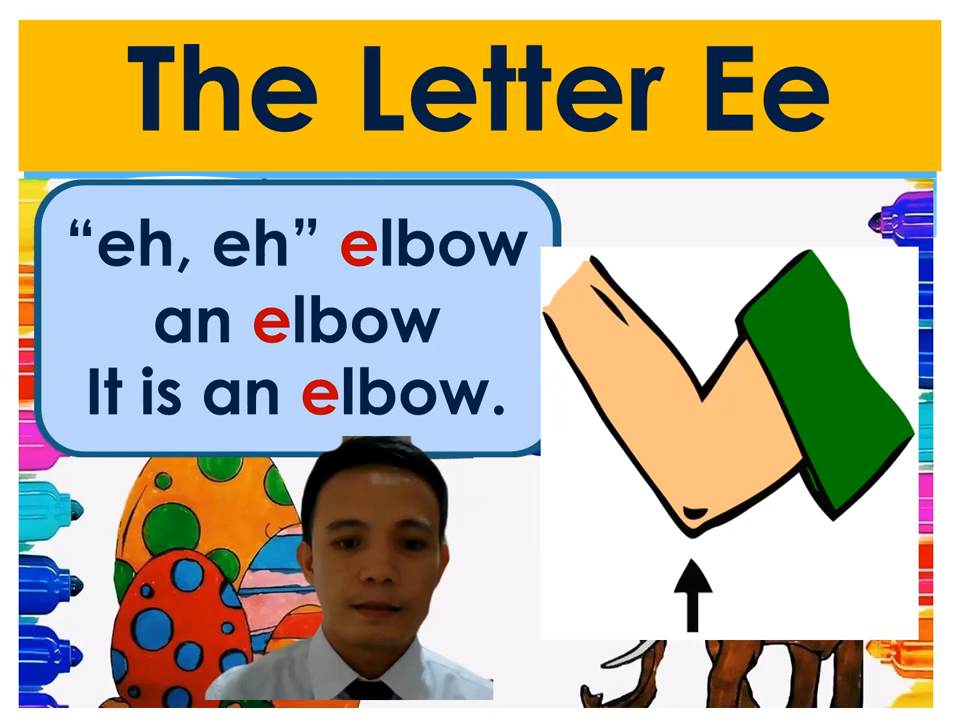 The Letter Ee
“eh, eh” elbow
an elbow
It is an elbow.